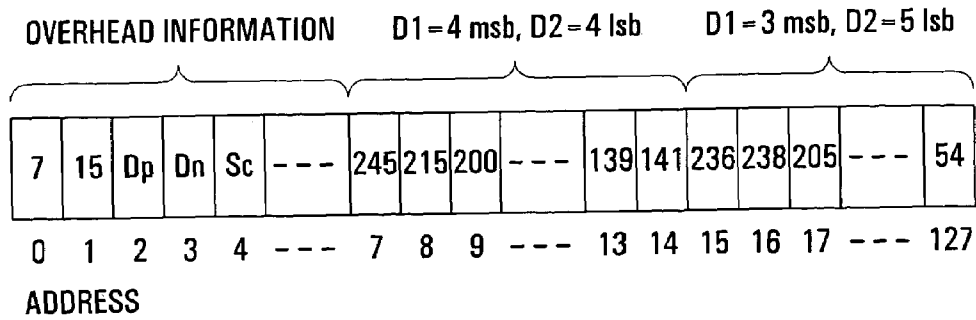 OVERHEAD INFORMATION D1=4 msb, D2=4 lsb D1=3 msb, D2=5 lsb
7 15 Dp Dn Sc --- 245 215 200 --- 139 141 236 238 205 --- 54
0 1 2 3 4 --- 7 8 9 --- 13 14 15 16 17 --- 127
ADDRESS